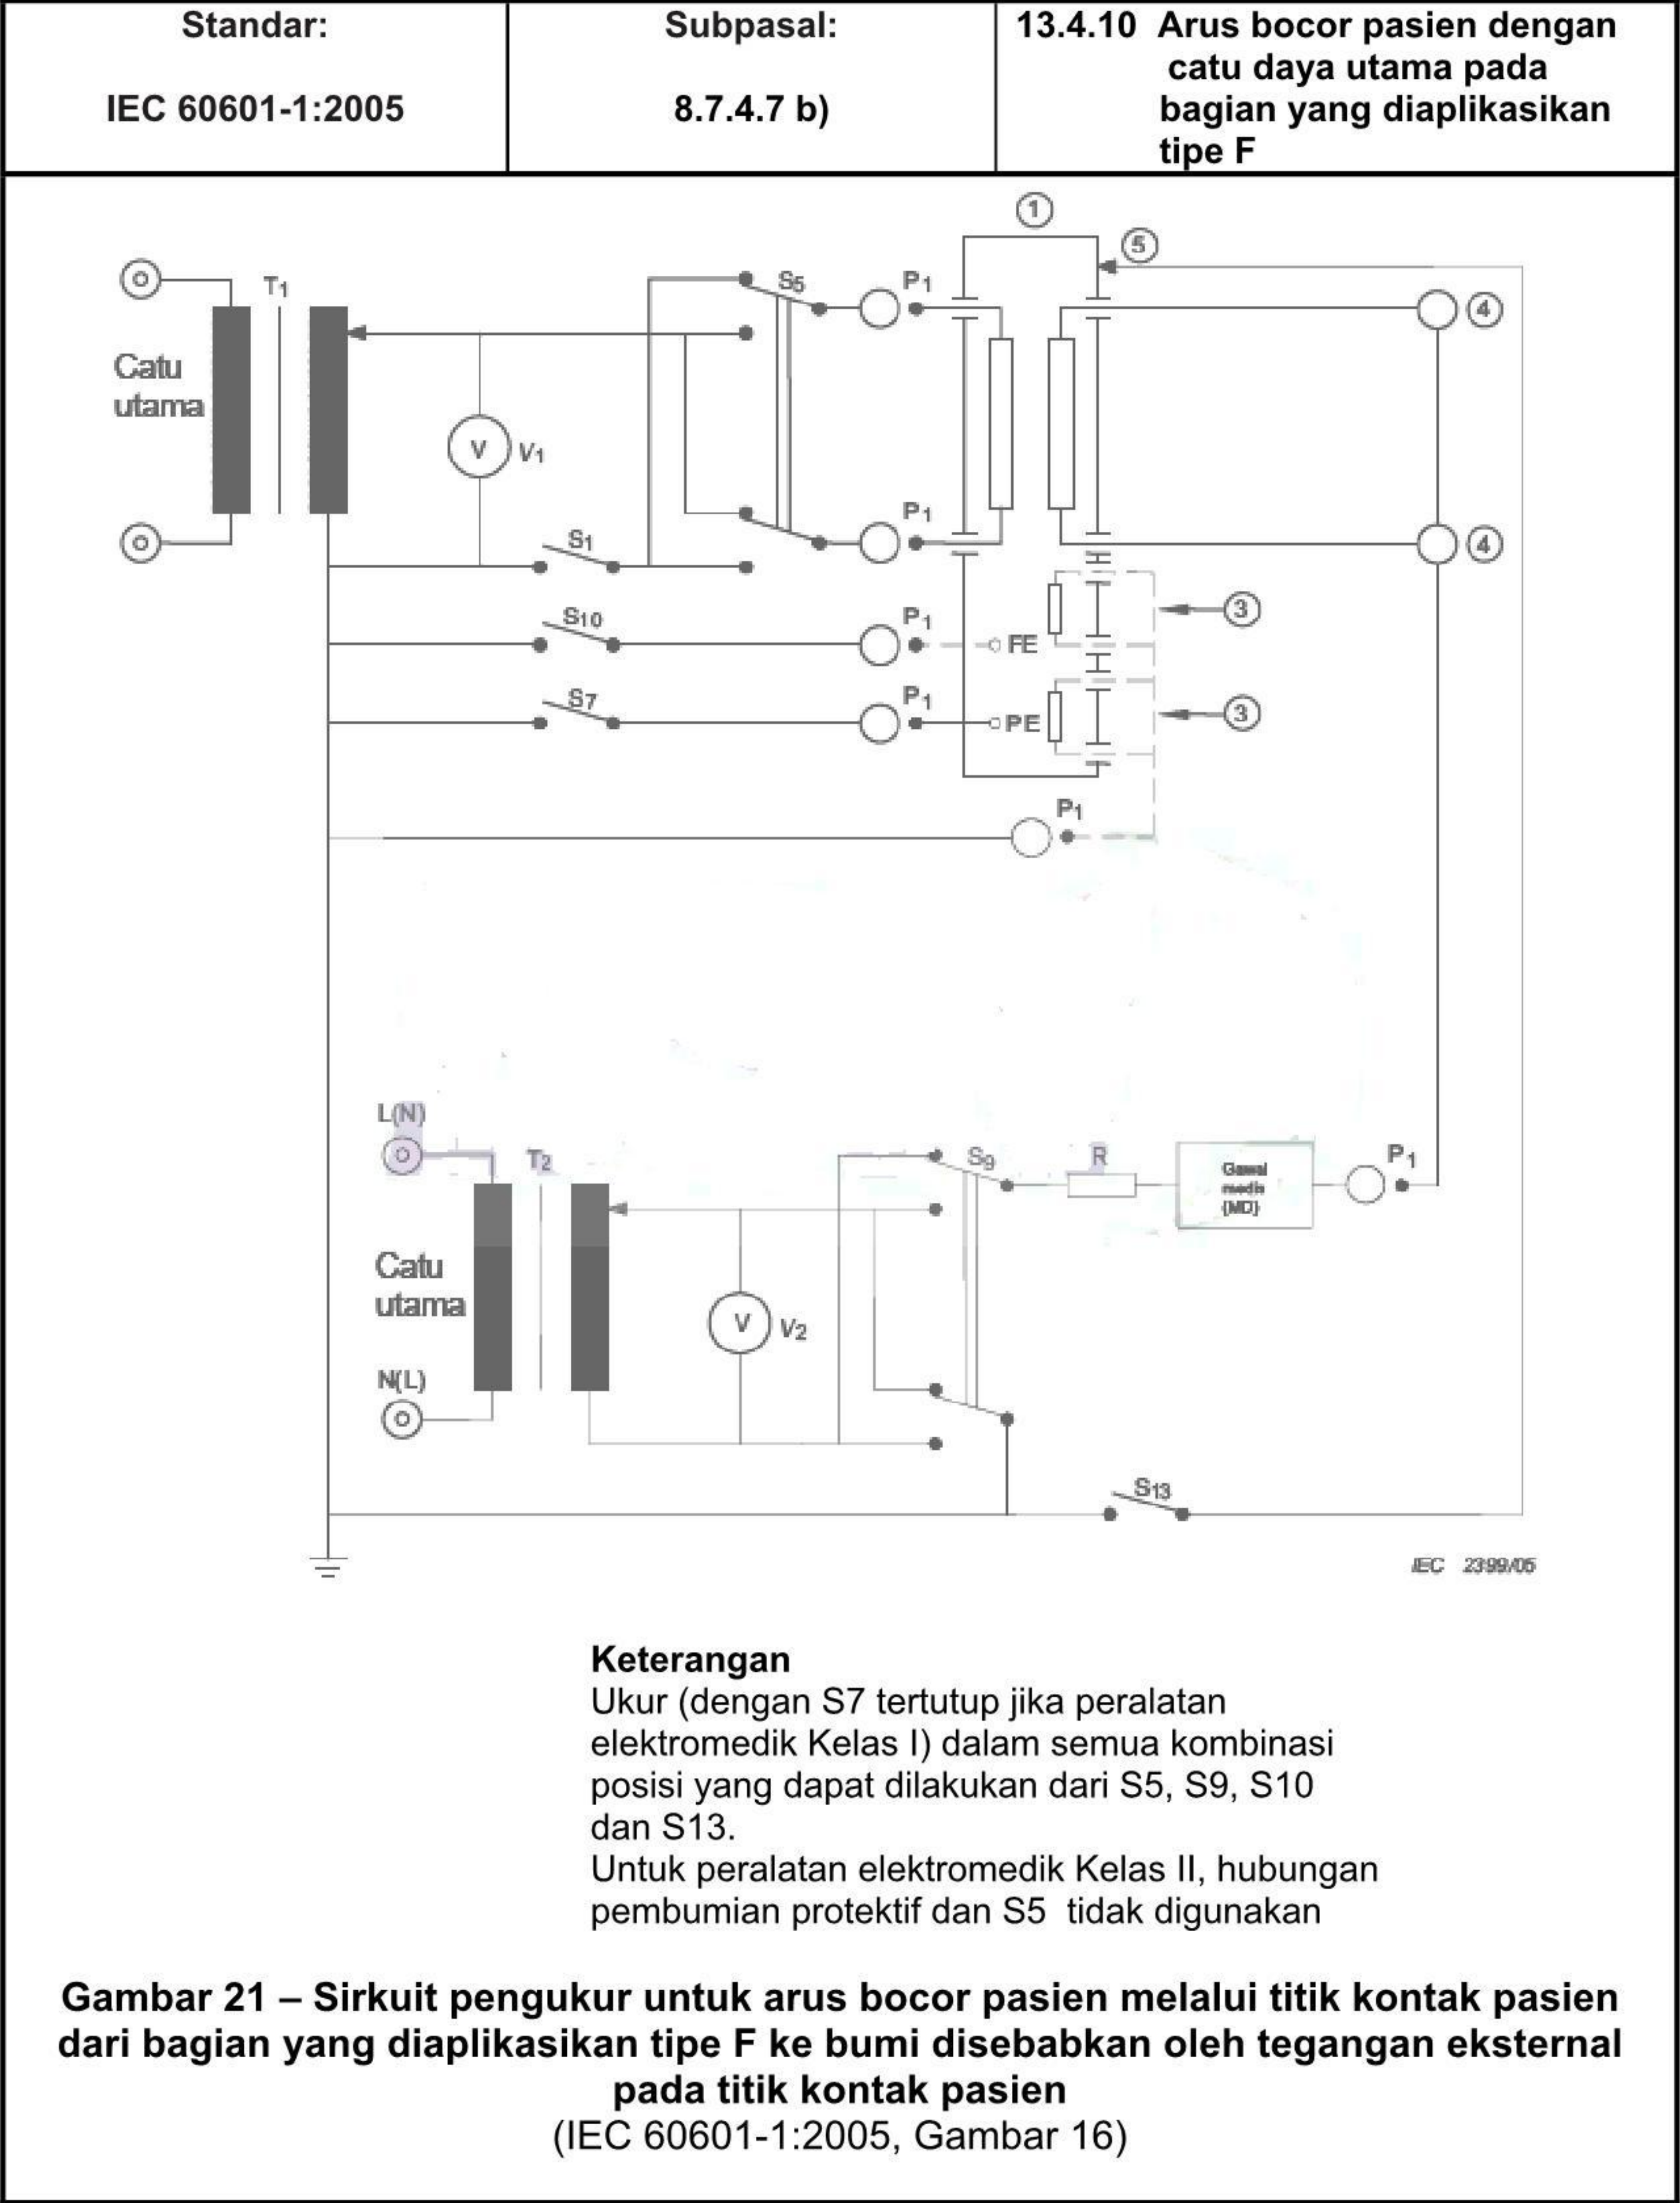 Standar:
IEC 60601-1:2005
Subpasal:
8.7.4.7 b)
13.4.10 Arus bocor pasien dengan
catu daya utama pada
bagian yang diaplikasikan
tipe F
1
5
T1
S5
P1
4
Catu
utama
V
V1
P1
4
S1
S10
P1
FE
3
S7
P1
PE
3
P1
L(N)
T2
S9
R
Gawai
medis
(MD)
P1
Catu
utama
V
V2
N(L)
S13
IEC 2399/05
Keterangan
Ukur (dengan S7 tertutup jika peralatan
elektromedik Kelas I) dalam semua kombinasi
posisi yang dapat dilakukan dari S5, S9, S10
dan S13.
Untuk peralatan elektromedik Kelas II, hubungan
pembumian protektif dan S5 tidak digunakan
Gambar 21 – Sirkuit pengukur untuk arus bocor pasien melalui titik kontak pasien
dari bagian yang diaplikasikan tipe F ke bumi disebabkan oleh tegangan eksternal
pada titik kontak pasien
(IEC 60601-1:2005, Gambar 16)